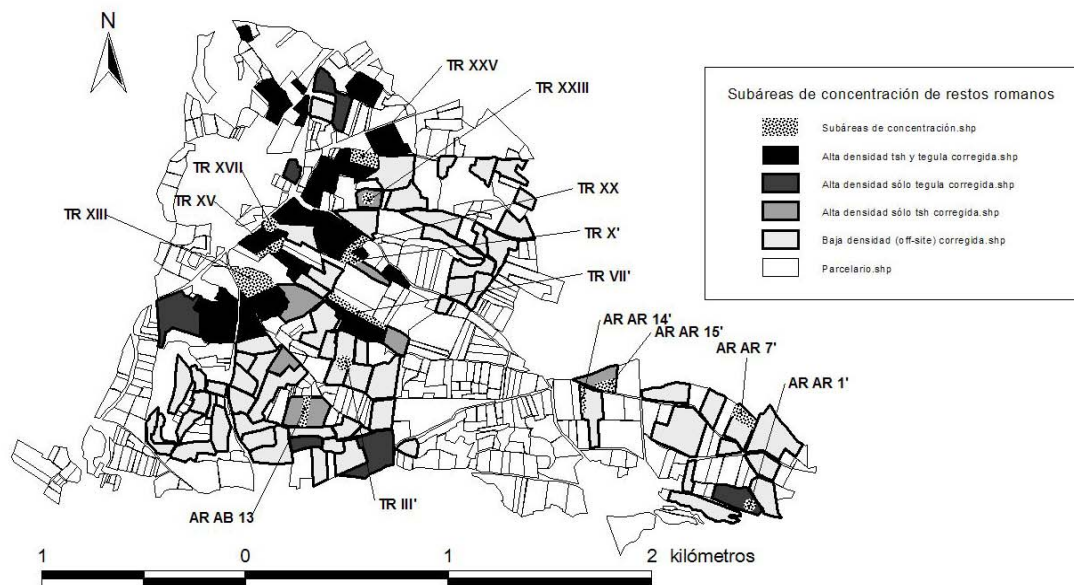 N
TR XXV
TR XXIII
TR XVII
TR XV
TR XIII
TR XX
TR X'
TR VII'
AR AR 14'
AR AR 15'
AR AR 7'
AR AR 1'
TR III'
AR AB 13
1 0 1 2 kilómetros
Subáreas de concentración de restos romanos
Subáreas de concentración.shp
Alta densidad tsh y tegula corregida.shp
Alta densidad sólo tegula corregida.shp
Alta densidad sólo tsh corregida.shp
Baja densidad (off-site) corregida.shp
Parcelario.shp